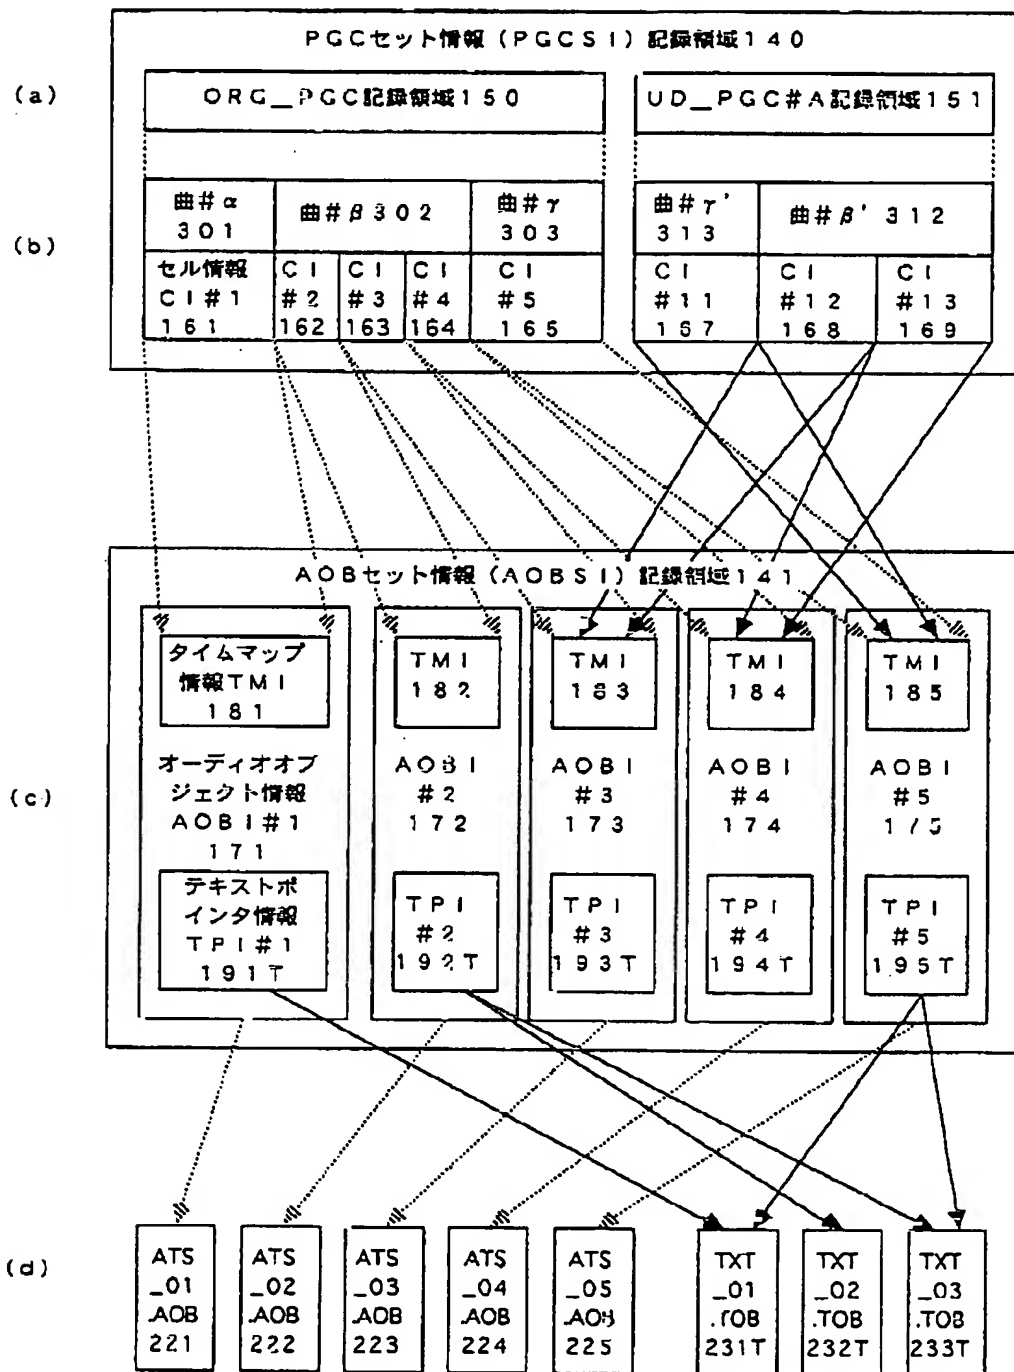 PGCセット情報（PGCSI）記録領域140
(a)
ORG_PGC記録領域150
UD_PGC#A記録領域151
(b)
曲#α
301
曲#β302
曲#γ
303
曲#γ'
313
曲#β'312
セル情報
CI#1
161
CI
#2
162
CI
#3
163
CI
#4
164
CI
#5
165
CI
#11
167
CI
#12
168
CI
#13
169
AOBセット情報（AOBSI）記録領域141
(c)
タイムマップ
情報TMI
181
TMI
182
TMI
183
TMI
184
TMI
185
オーディオオブ
ジェクト情報
AOBI#1
171
AOBI
#2
172
AOBI
#3
173
AOBI
#4
174
AOBI
#5
175
テキストポ
インタ情報
TPI#1
191T
TPI
#2
192T
TPI
#3
193T
TPI
#4
194T
TPI
#5
195T
(d)
ATS
_01
.AOB
221
ATS
_02
.AOB
222
ATS
_03
.AOB
223
ATS
_04
.AOB
224
ATS
_05
.AOB
225
TXT
_01
.TOB
231T
TXT
_02
.TOB
232T
TXT
_03
.TOB
233T